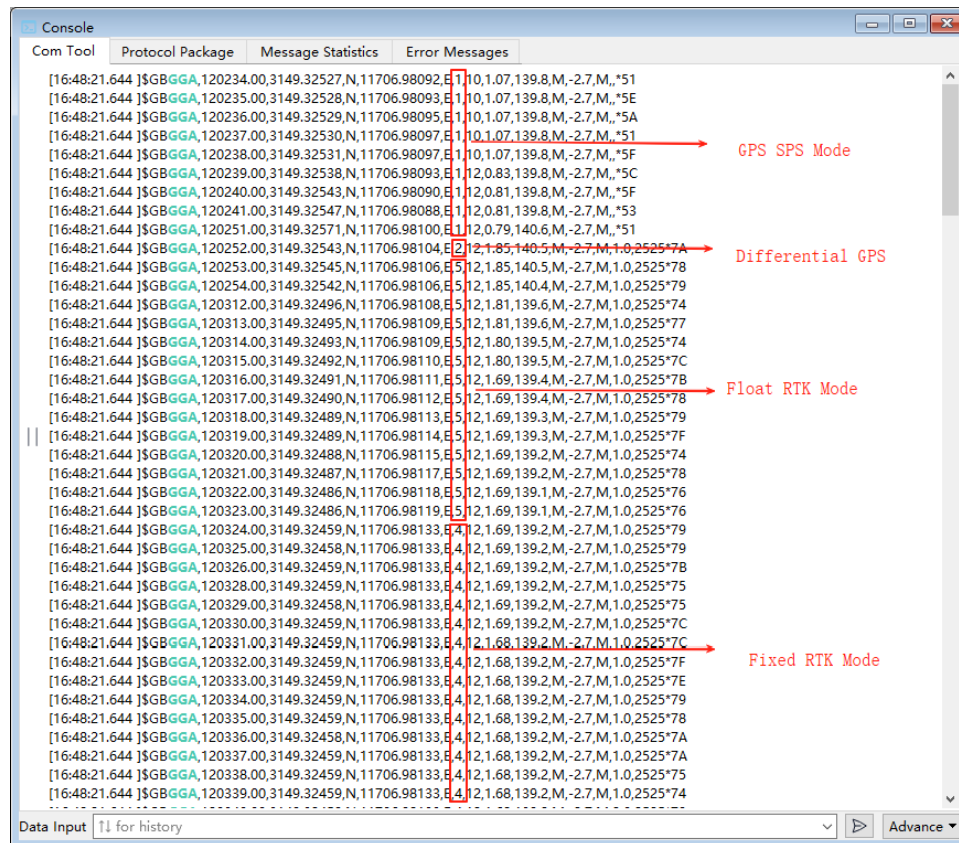 Console
Com Tool Protocol Package Message Statistics Error Messages
[16:48:21.644 ]$GBGGA,120234.00,3149.32527,N,11706.98092,E,1,10,1.07,139.8,M,-2.7,M,,*51
[16:48:21.644 ]$GBGGA,120235.00,3149.32528,N,11706.98093,E,1,10,1.07,139.8,M,-2.7,M,,*5E
[16:48:21.644 ]$GBGGA,120236.00,3149.32529,N,11706.98095,E,1,10,1.07,139.8,M,-2.7,M,,*5A
[16:48:21.644 ]$GBGGA,120237.00,3149.32530,N,11706.98097,E,1,10,1.07,139.8,M,-2.7,M,,*51
GPS SPS Mode
[16:48:21.644 ]$GBGGA,120238.00,3149.32531,N,11706.98097,E,1,10,1.07,139.8,M,-2.7,M,,*5F
[16:48:21.644 ]$GBGGA,120239.00,3149.32538,N,11706.98093,E,1,12,0.83,139.8,M,-2.7,M,,*5C
[16:48:21.644 ]$GBGGA,120240.00,3149.32543,N,11706.98090,E,1,12,0.81,139.8,M,-2.7,M,,*5F
[16:48:21.644 ]$GBGGA,120241.00,3149.32547,N,11706.98088,E,1,12,0.81,139.8,M,-2.7,M,,*53
[16:48:21.644 ]$GBGGA,120251.00,3149.32571,N,11706.98100,E,1,12,0.79,140.6,M,-2.7,M,,*51
[16:48:21.644 ]$GBGGA,120252.00,3149.32543,N,11706.98104,E,2,12,1.85,140.5,M,-2.7,M,1.0,2525*7A
Differential GPS
[16:48:21.644 ]$GBGGA,120253.00,3149.32545,N,11706.98106,E,5,12,1.85,140.5,M,-2.7,M,1.0,2525*78
[16:48:21.644 ]$GBGGA,120254.00,3149.32542,N,11706.98106,E,5,12,1.85,140.4,M,-2.7,M,1.0,2525*79
[16:48:21.644 ]$GBGGA,120312.00,3149.32496,N,11706.98108,E,5,12,1.81,139.6,M,-2.7,M,1.0,2525*74
[16:48:21.644 ]$GBGGA,120313.00,3149.32495,N,11706.98109,E,5,12,1.81,139.6,M,-2.7,M,1.0,2525*77
[16:48:21.644 ]$GBGGA,120314.00,3149.32493,N,11706.98109,E,5,12,1.80,139.5,M,-2.7,M,1.0,2525*74
[16:48:21.644 ]$GBGGA,120315.00,3149.32492,N,11706.98110,E,5,12,1.80,139.5,M,-2.7,M,1.0,2525*7C
[16:48:21.644 ]$GBGGA,120316.00,3149.32491,N,11706.98111,E,5,12,1.69,139.4,M,-2.7,M,1.0,2525*7B
Float RTK Mode
[16:48:21.644 ]$GBGGA,120317.00,3149.32490,N,11706.98112,E,5,12,1.69,139.4,M,-2.7,M,1.0,2525*78
[16:48:21.644 ]$GBGGA,120318.00,3149.32489,N,11706.98113,E,5,12,1.69,139.3,M,-2.7,M,1.0,2525*79
[16:48:21.644 ]$GBGGA,120319.00,3149.32489,N,11706.98114,E,5,12,1.69,139.3,M,-2.7,M,1.0,2525*7F
[16:48:21.644 ]$GBGGA,120320.00,3149.32488,N,11706.98115,E,5,12,1.69,139.2,M,-2.7,M,1.0,2525*74
[16:48:21.644 ]$GBGGA,120321.00,3149.32487,N,11706.98117,E,5,12,1.69,139.2,M,-2.7,M,1.0,2525*78
[16:48:21.644 ]$GBGGA,120322.00,3149.32486,N,11706.98118,E,5,12,1.69,139.1,M,-2.7,M,1.0,2525*76
[16:48:21.644 ]$GBGGA,120323.00,3149.32486,N,11706.98119,E,5,12,1.69,139.1,M,-2.7,M,1.0,2525*76
[16:48:21.644 ]$GBGGA,120324.00,3149.32459,N,11706.98133,E,4,12,1.69,139.2,M,-2.7,M,1.0,2525*79
[16:48:21.644 ]$GBGGA,120325.00,3149.32458,N,11706.98133,E,4,12,1.69,139.2,M,-2.7,M,1.0,2525*79
[16:48:21.644 ]$GBGGA,120326.00,3149.32459,N,11706.98133,E,4,12,1.69,139.2,M,-2.7,M,1.0,2525*7B
[16:48:21.644 ]$GBGGA,120328.00,3149.32459,N,11706.98133,E,4,12,1.69,139.2,M,-2.7,M,1.0,2525*75
[16:48:21.644 ]$GBGGA,120329.00,3149.32458,N,11706.98133,E,4,12,1.69,139.2,M,-2.7,M,1.0,2525*75
[16:48:21.644 ]$GBGGA,120330.00,3149.32459,N,11706.98133,E,4,12,1.69,139.2,M,-2.7,M,1.0,2525*7C
[16:48:21.644 ]$GBGGA,120331.00,3149.32459,N,11706.98133,E,4,12,1.68,139.2,M,-2.7,M,1.0,2525*7C
[16:48:21.644 ]$GBGGA,120332.00,3149.32459,N,11706.98133,E,4,12,1.68,139.2,M,-2.7,M,1.0,2525*7F
Fixed RTK Mode
[16:48:21.644 ]$GBGGA,120333.00,3149.32459,N,11706.98133,E,4,12,1.68,139.2,M,-2.7,M,1.0,2525*7E
[16:48:21.644 ]$GBGGA,120334.00,3149.32459,N,11706.98133,E,4,12,1.68,139.2,M,-2.7,M,1.0,2525*79
[16:48:21.644 ]$GBGGA,120335.00,3149.32459,N,11706.98133,E,4,12,1.68,139.2,M,-2.7,M,1.0,2525*78
[16:48:21.644 ]$GBGGA,120336.00,3149.32458,N,11706.98133,E,4,12,1.68,139.2,M,-2.7,M,1.0,2525*7A
[16:48:21.644 ]$GBGGA,120337.00,3149.32459,N,11706.98133,E,4,12,1.68,139.2,M,-2.7,M,1.0,2525*7A
[16:48:21.644 ]$GBGGA,120338.00,3149.32459,N,11706.98133,E,4,12,1.68,139.2,M,-2.7,M,1.0,2525*75
[16:48:21.644 ]$GBGGA,120339.00,3149.32459,N,11706.98133,E,4,12,1.68,139.2,M,-2.7,M,1.0,2525*74
Data Input ↑↓ for history Advance